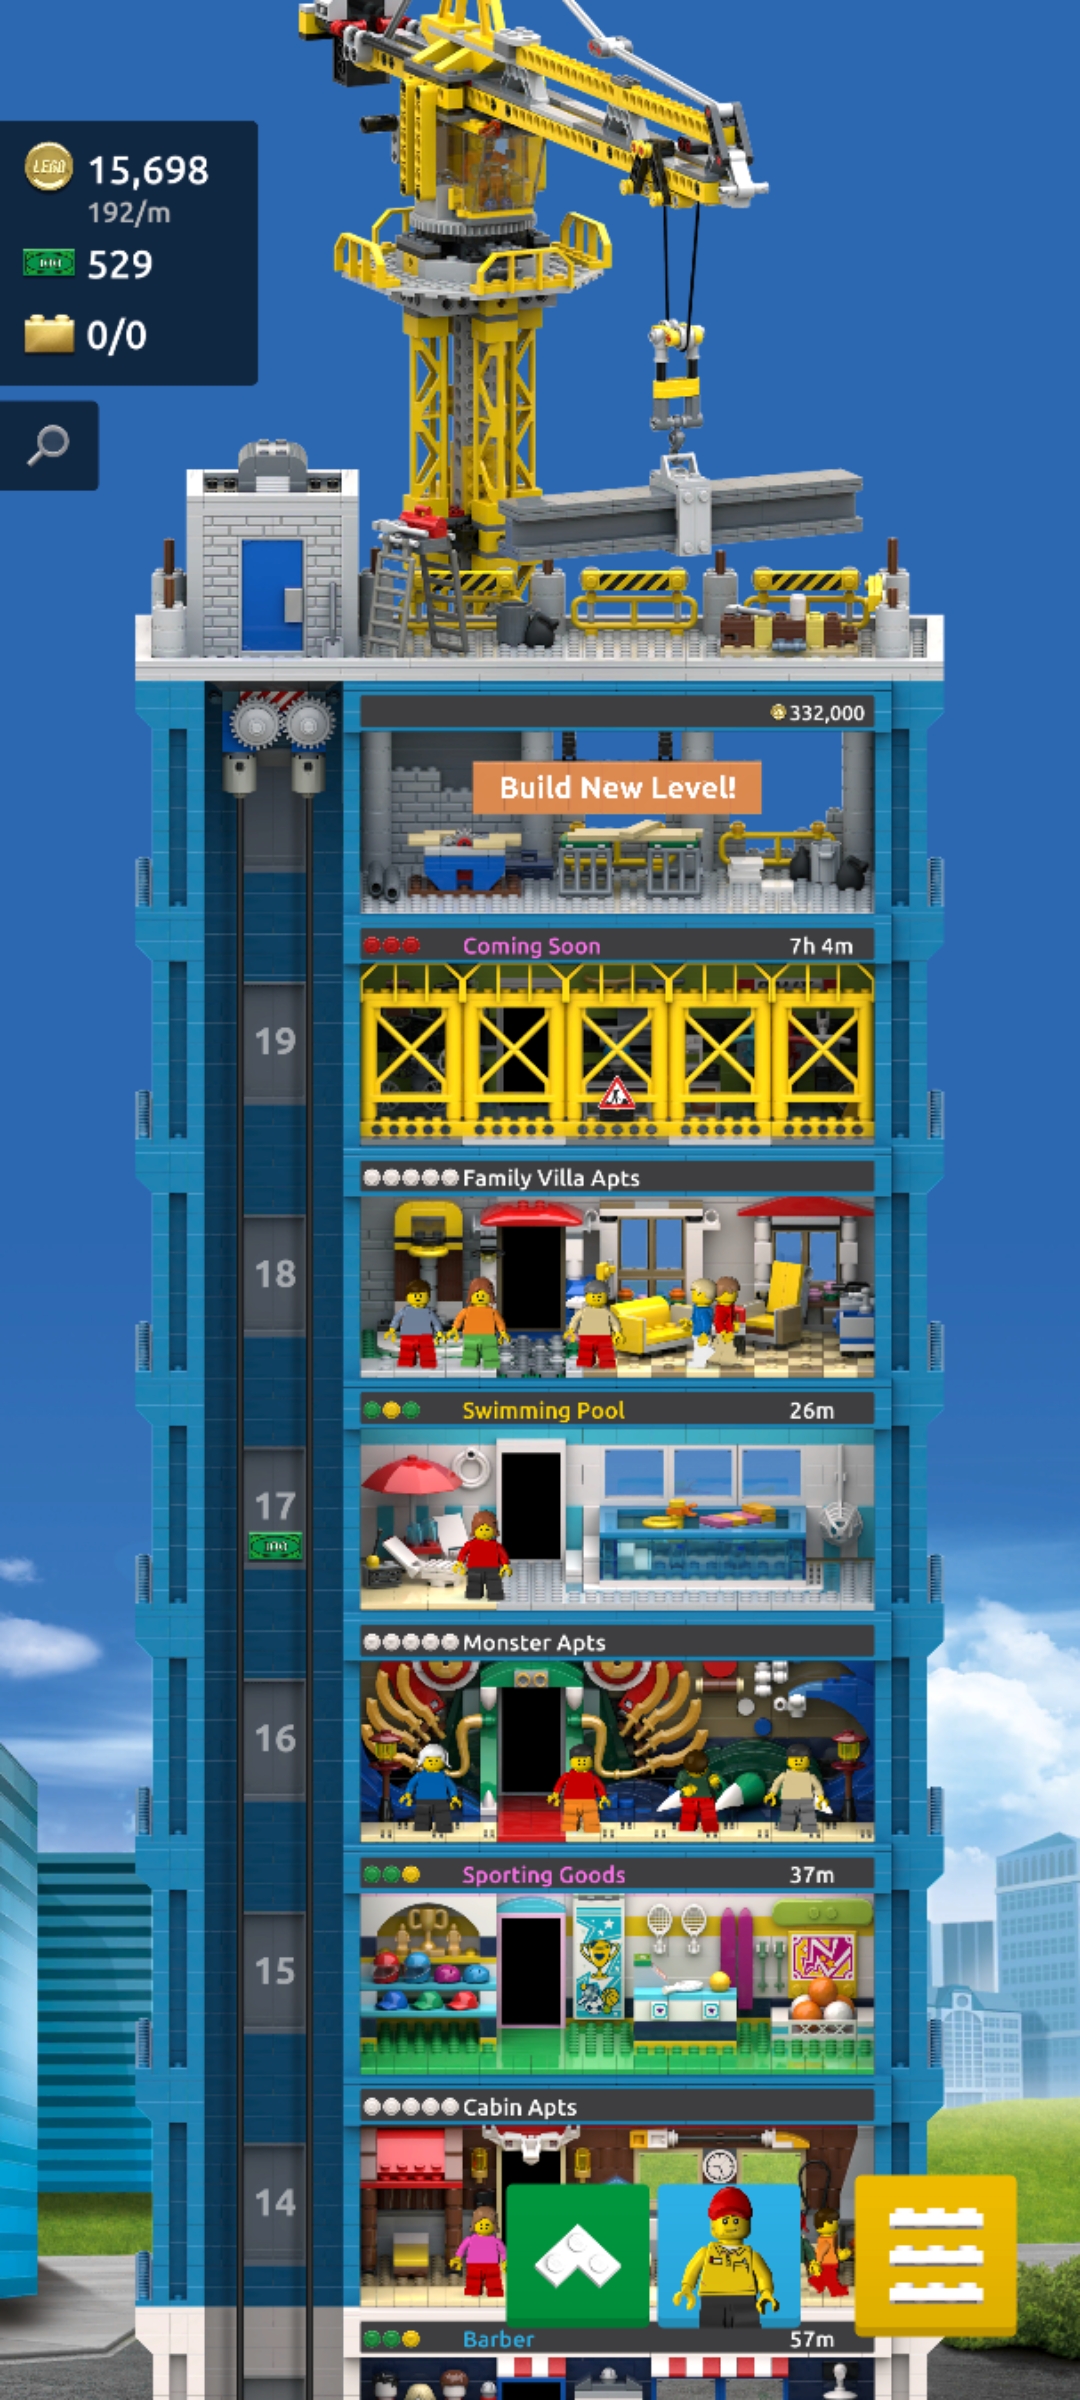 LEGO 15,698
192/m
529
0/0
332,000
Build New Level!
Coming Soon 7h 4m
19
Family Villa Apts
18
Swimming Pool 26m
17
Monster Apts
16
Sporting Goods 37m
15
Cabin Apts
14
Barber 57m